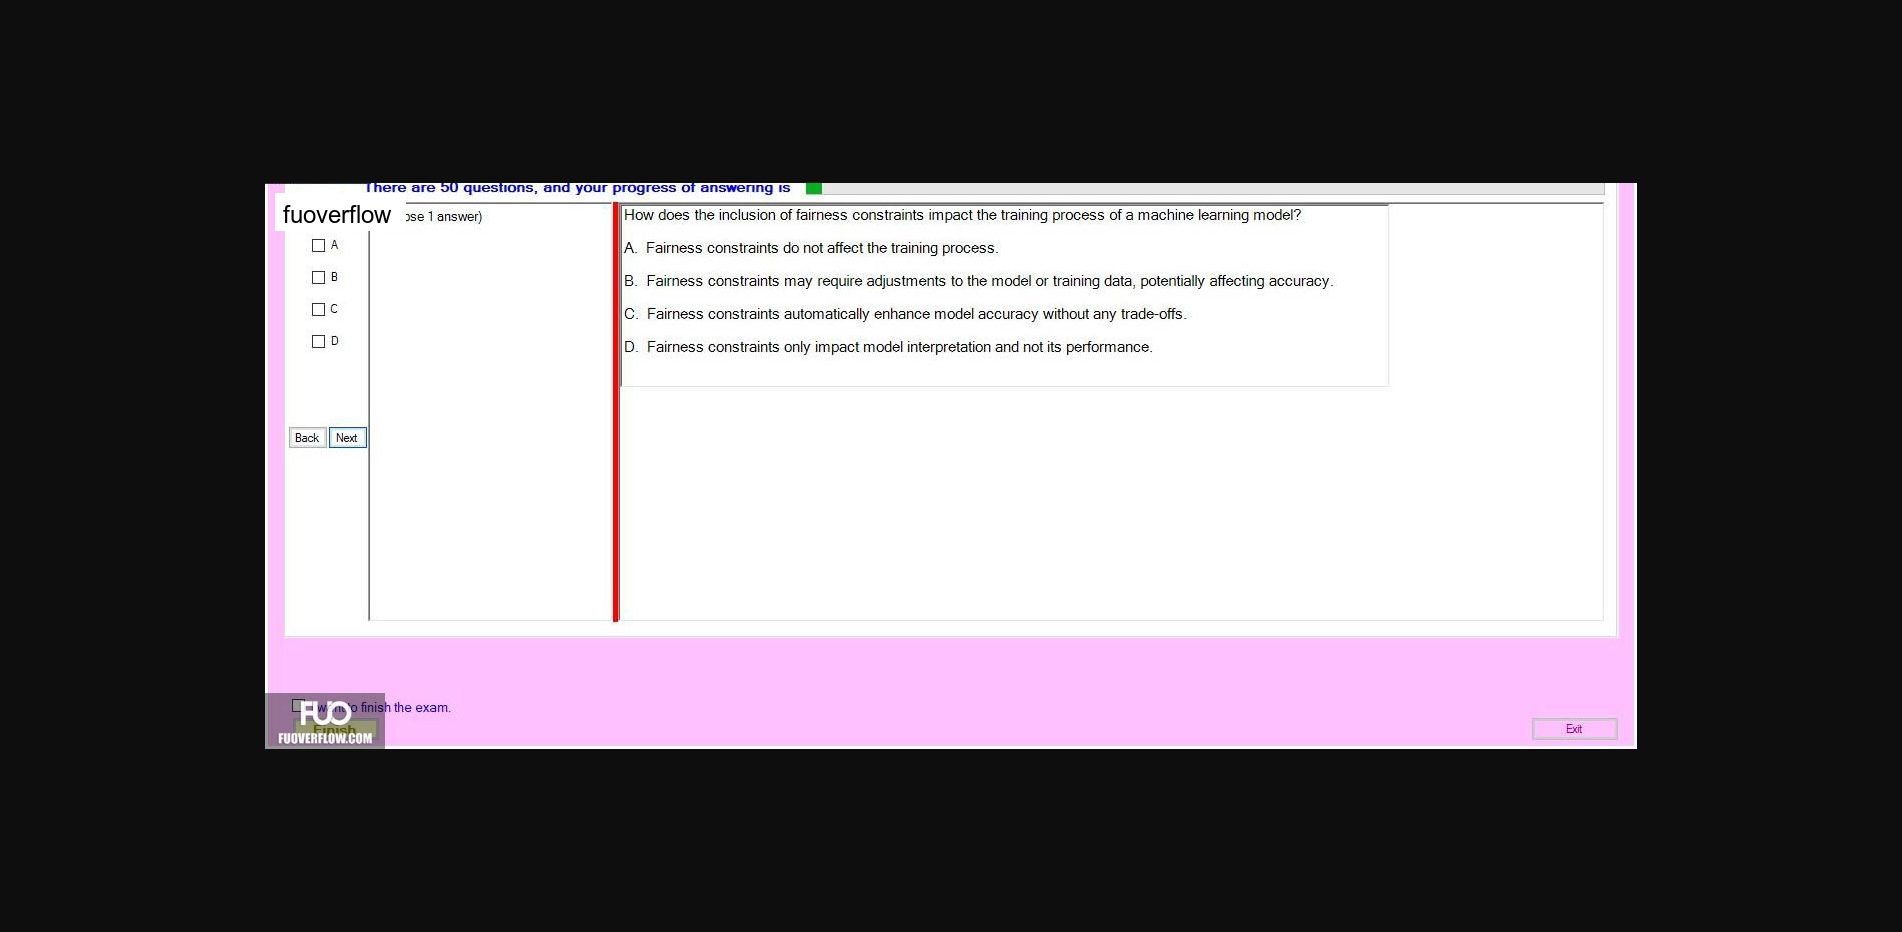 There are 50 questions, and your progress of answering is
fuoverflow
ose 1 answer)
A
B
C
D
Back
Next
How does the inclusion of fairness constraints impact the training process of a machine learning model?
A. Fairness constraints do not affect the training process.
B. Fairness constraints may require adjustments to the model or training data, potentially affecting accuracy.
C. Fairness constraints automatically enhance model accuracy without any trade-offs.
D. Fairness constraints only impact model interpretation and not its performance.
I want to finish the exam.
FUO
Finish
FUOVERFLOW.COM
Exit